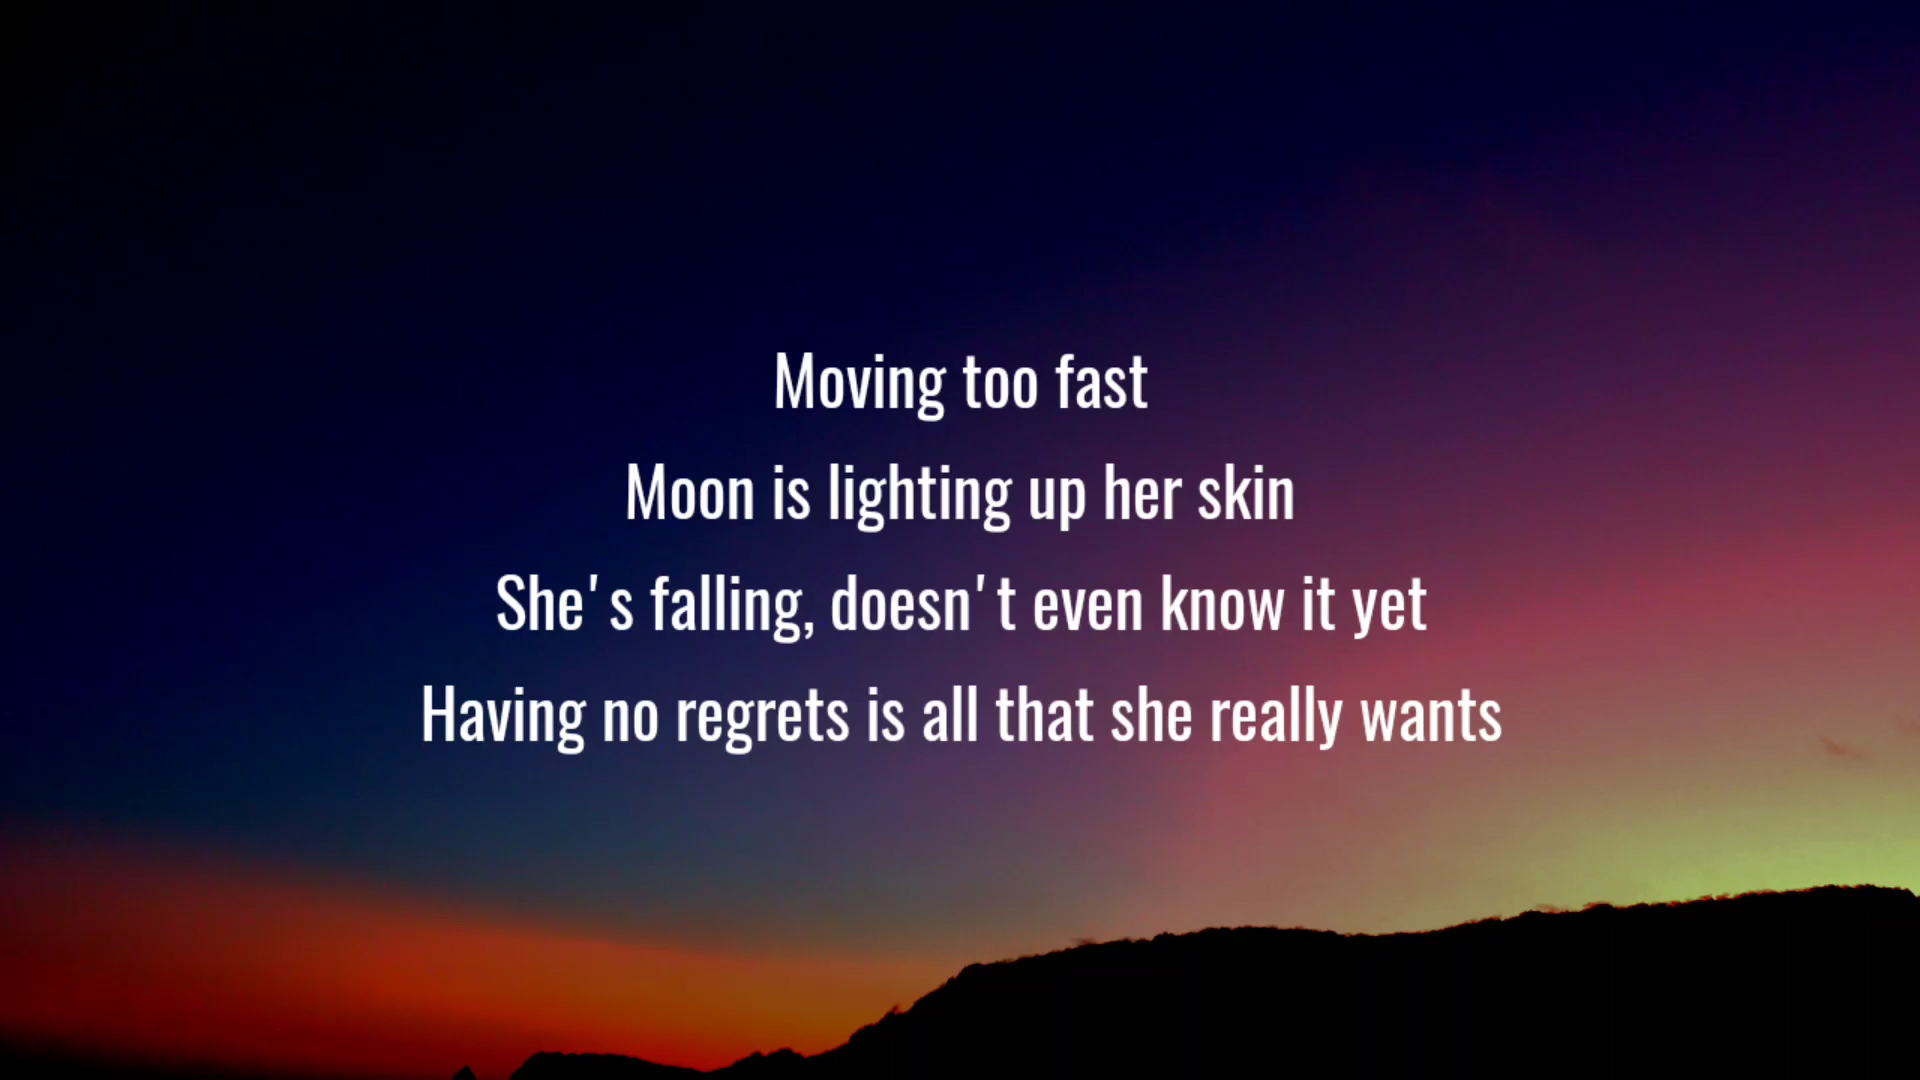 Moving too fast
Moon is lighting up her skin
She's falling, doesn't even know it yet
Having no regrets is all that she really wants